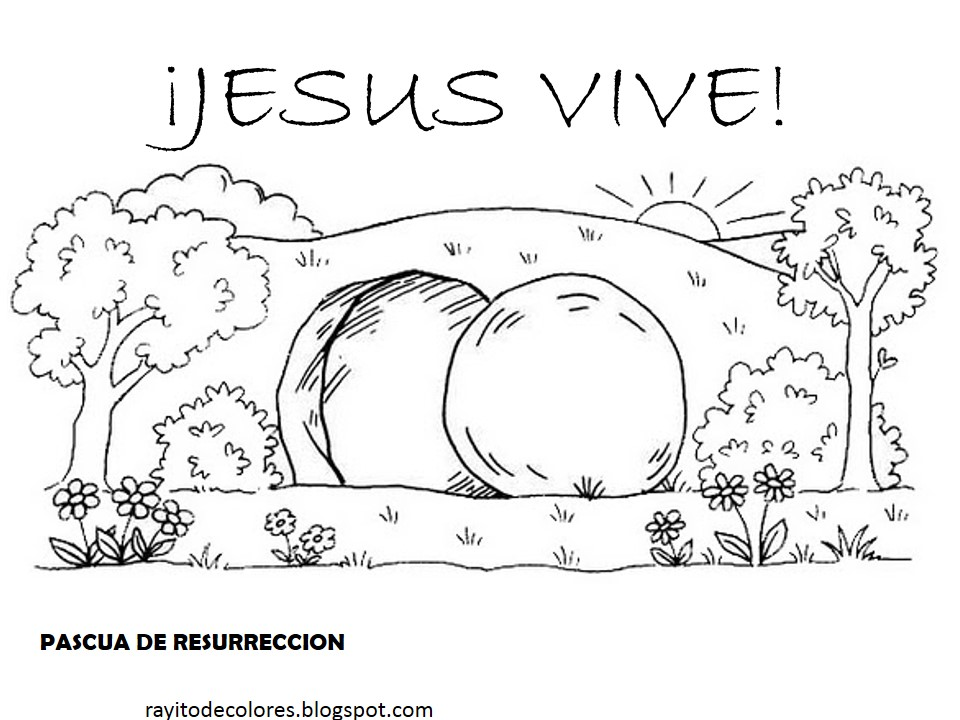 ¡JESUS VIVE!
PASCUA DE RESURRECCION
rayitodecolores.blogspot.com